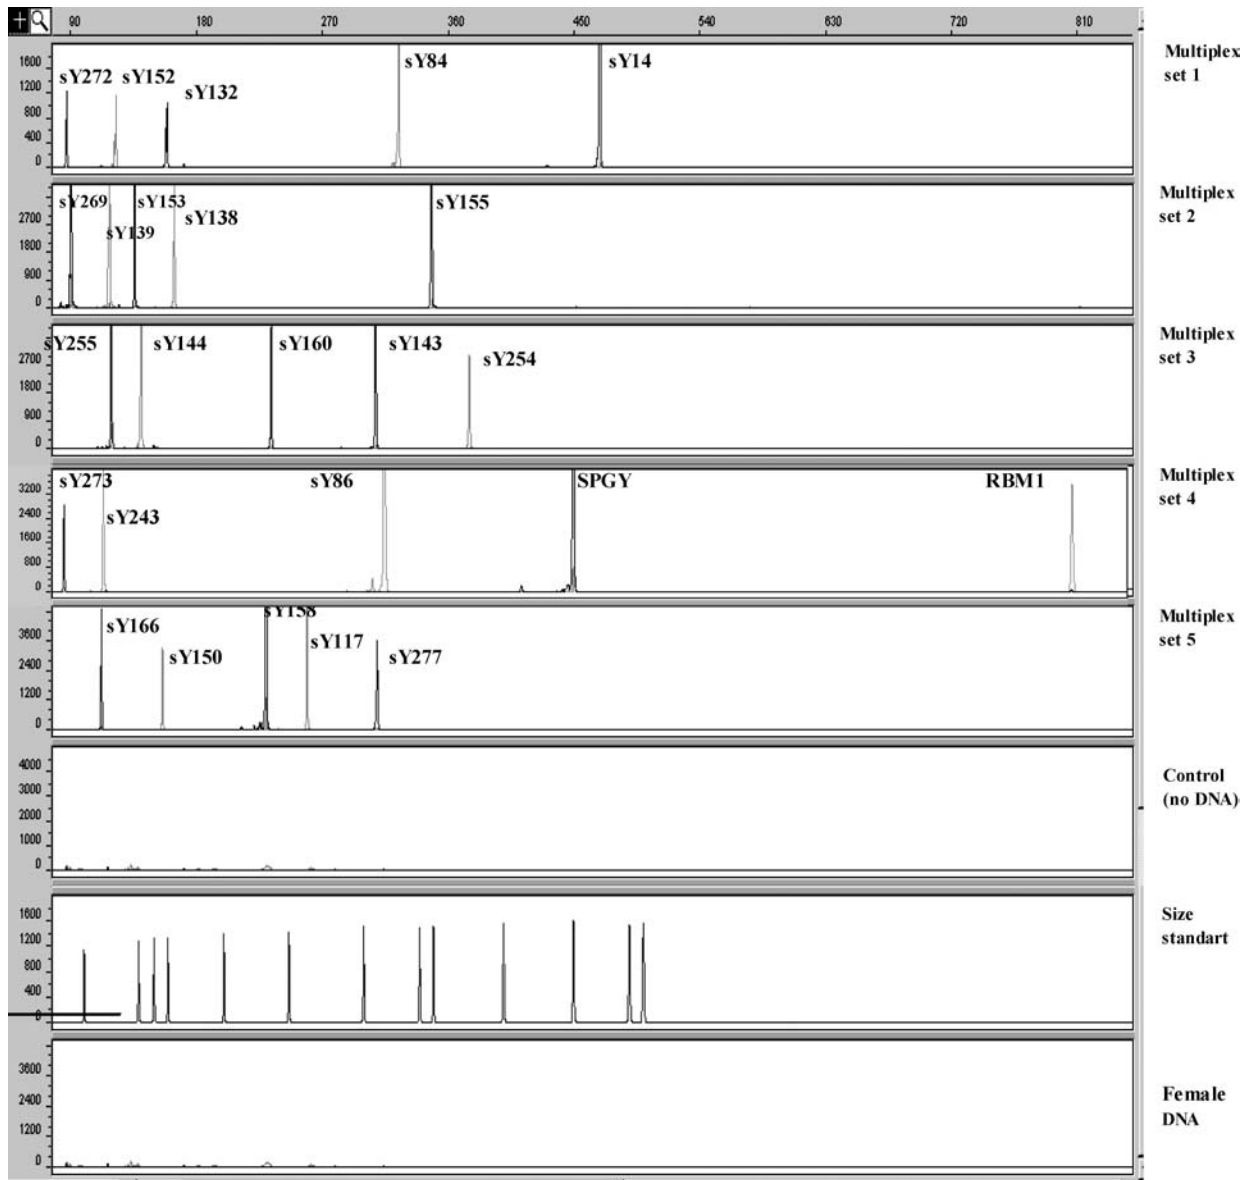 90 180 270 360 460 540 630 720 810
1600
1200
800
400
0
sY272 sY152 sY132 sY84 sY14
Multiplex
set 1
2700
1800
900
0
sY269 sY139 sY153 sY138 sY155
Multiplex
set 2
2700
1800
900
0
sY255 sY144 sY160 sY143 sY254
Multiplex
set 3
3200
2400
1600
800
0
sY273 sY243 sY86 SPGY RBM1
Multiplex
set 4
3600
2400
1200
0
sY166 sY150 sY158 sY117 sY277
Multiplex
set 5
4000
3000
2000
1000
0
Control
(no DNA)
1600
1200
800
400
0
Size
standart
3600
2400
1200
0
Female
DNA